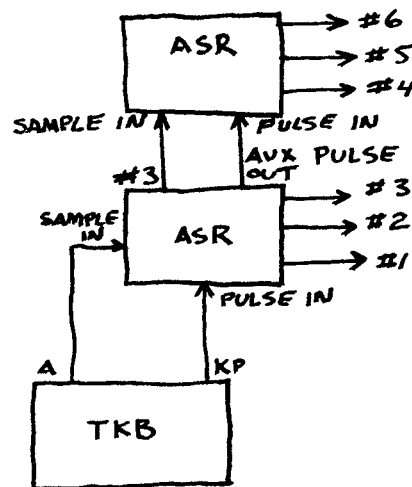 #6
ASR
#5
#4
SAMPLE IN
PULSE IN
#3
AUX PULSE
OUT
#3
SAMPLE
IN
ASR
#2
#1
PULSE IN
A
KP
TKB